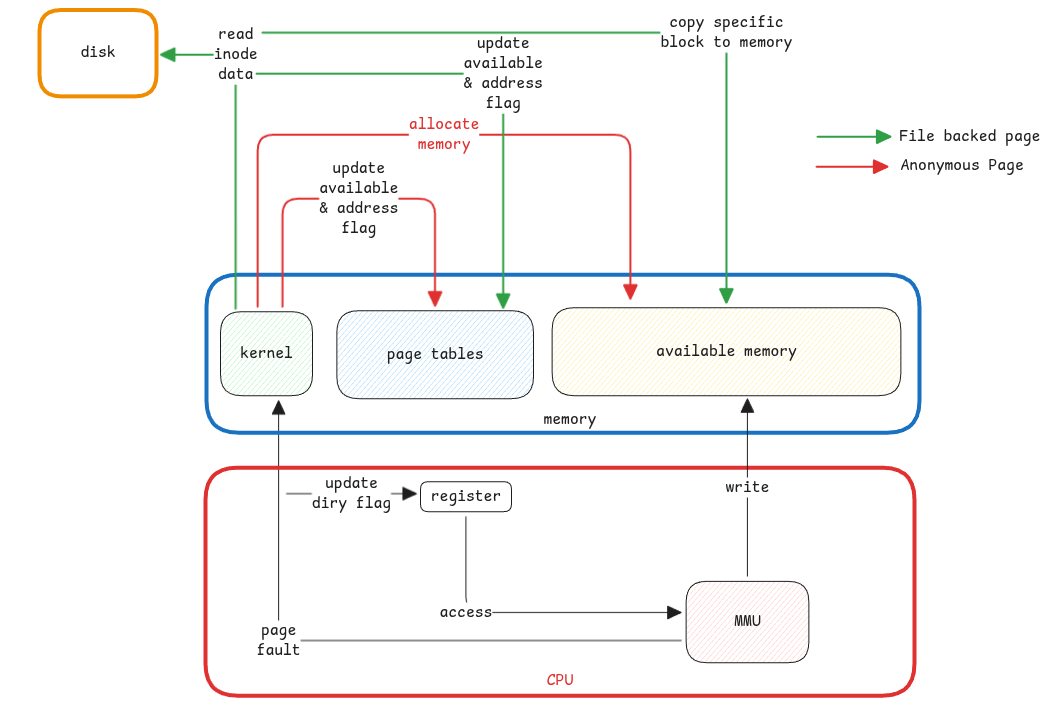 disk
read
inode
data
copy specific
block to memory
update
available
& address
flag
allocate
memory
update
available
& address
flag
File backed page
Anonymous Page
kernel
page tables
available memory
memory
update
diry flag
register
write
access
page
fault
MMU
CPU